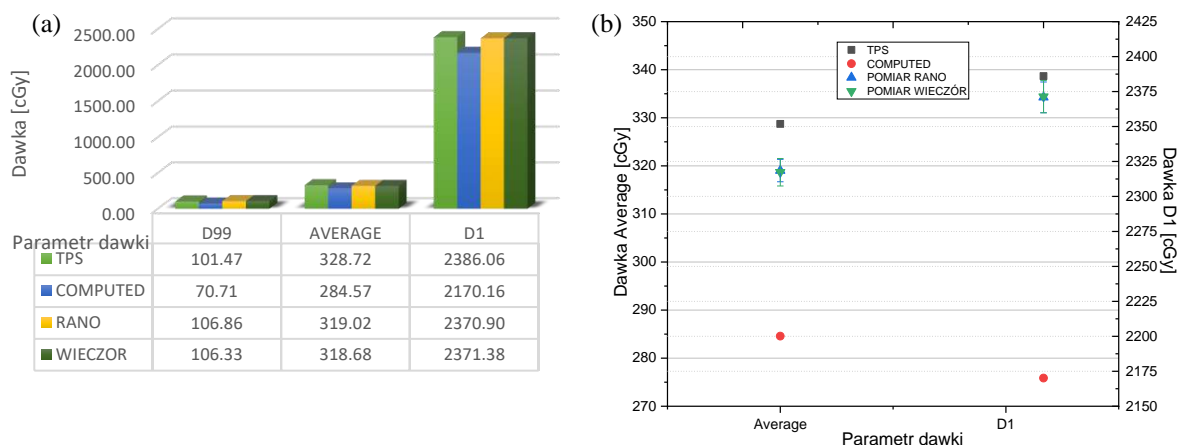 (a)
2500.00
2000.00
1500.00
1000.00
500.00
0.00
Dawka [cGy]
Parametr dawki
D99 AVERAGE D1
TPS 101.47 328.72 2386.06
COMPUTED 70.71 284.57 2170.16
RANO 106.86 319.02 2370.90
WIECZOR 106.33 318.68 2371.38
(b)
350
340
330
320
310
300
290
280
270
Dawka Average [cGy]
TPS
COMPUTED
POMIAR RANO
POMIAR WIECZÓR
2425
2400
2375
2350
2325
2300
2275
2250
2225
2200
2175
2150
Dawka D1 [cGy]
Average D1
Parametr dawki